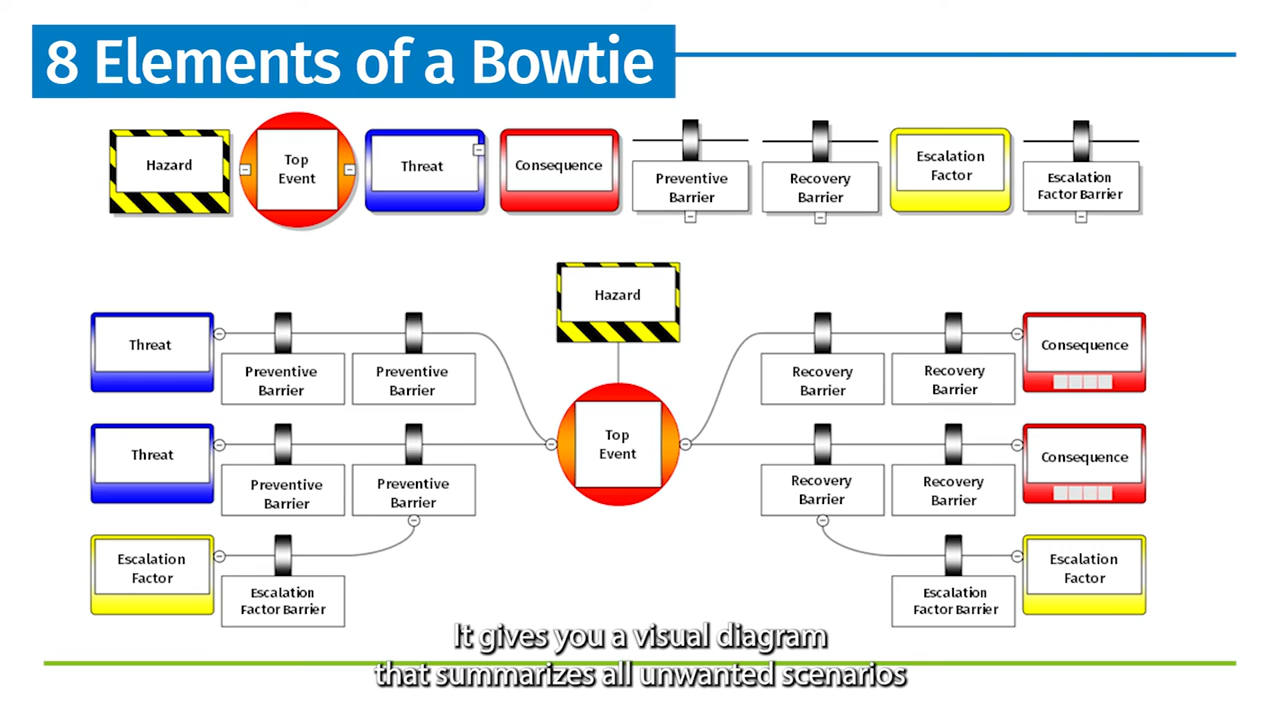 8 Elements of a Bowtie
Hazard
Top
Event
Threat
Consequence
Preventive
Barrier
Recovery
Barrier
Escalation
Factor
Escalation
Factor Barrier
Hazard
Threat
Preventive
Barrier
Preventive
Barrier
Recovery
Barrier
Recovery
Barrier
Consequence
Top
Event
Threat
Preventive
Barrier
Preventive
Barrier
Recovery
Barrier
Recovery
Barrier
Consequence
Escalation
Factor
Escalation
Factor Barrier
Escalation
Factor Barrier
Escalation
Factor
It gives you a visual diagram
that summarizes all unwanted scenarios